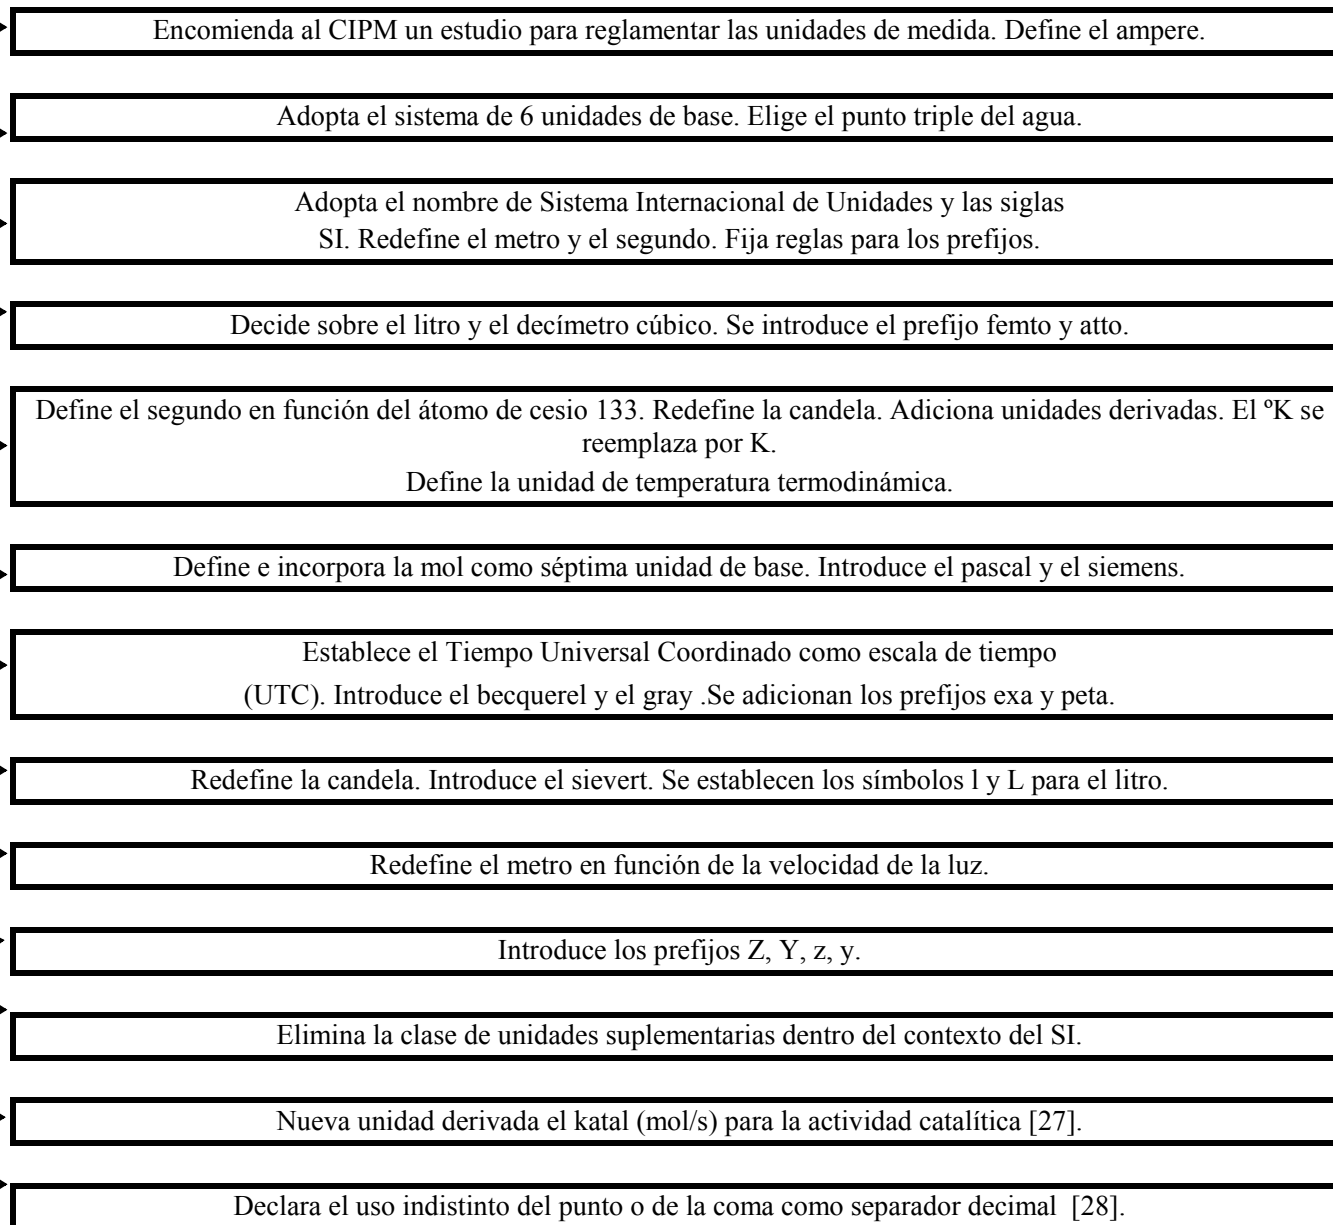 Encomienda al CIPM un estudio para reglamentar las unidades de medida. Define el ampere.
Adopta el sistema de 6 unidades de base. Elige el punto triple del agua.
Adopta el nombre de Sistema Internacional de Unidades y las siglas
SI. Redefine el metro y el segundo. Fija reglas para los prefijos.
Decide sobre el litro y el decímetro cúbico. Se introduce el prefijo femto y atto.
Define el segundo en función del átomo de cesio 133. Redefine la candela. Adiciona unidades derivadas. El ºK se
reemplaza por K.
Define la unidad de temperatura termodinámica.
Define e incorpora la mol como séptima unidad de base. Introduce el pascal y el siemens.
Establece el Tiempo Universal Coordinado como escala de tiempo
(UTC). Introduce el becquerel y el gray .Se adicionan los prefijos exa y peta.
Redefine la candela. Introduce el sievert. Se establecen los símbolos l y L para el litro.
Redefine el metro en función de la velocidad de la luz.
Introduce los prefijos Z, Y, z, y.
Elimina la clase de unidades suplementarias dentro del contexto del SI.
Nueva unidad derivada el katal (mol/s) para la actividad catalítica [27].
Declara el uso indistinto del punto o de la coma como separador decimal [28].